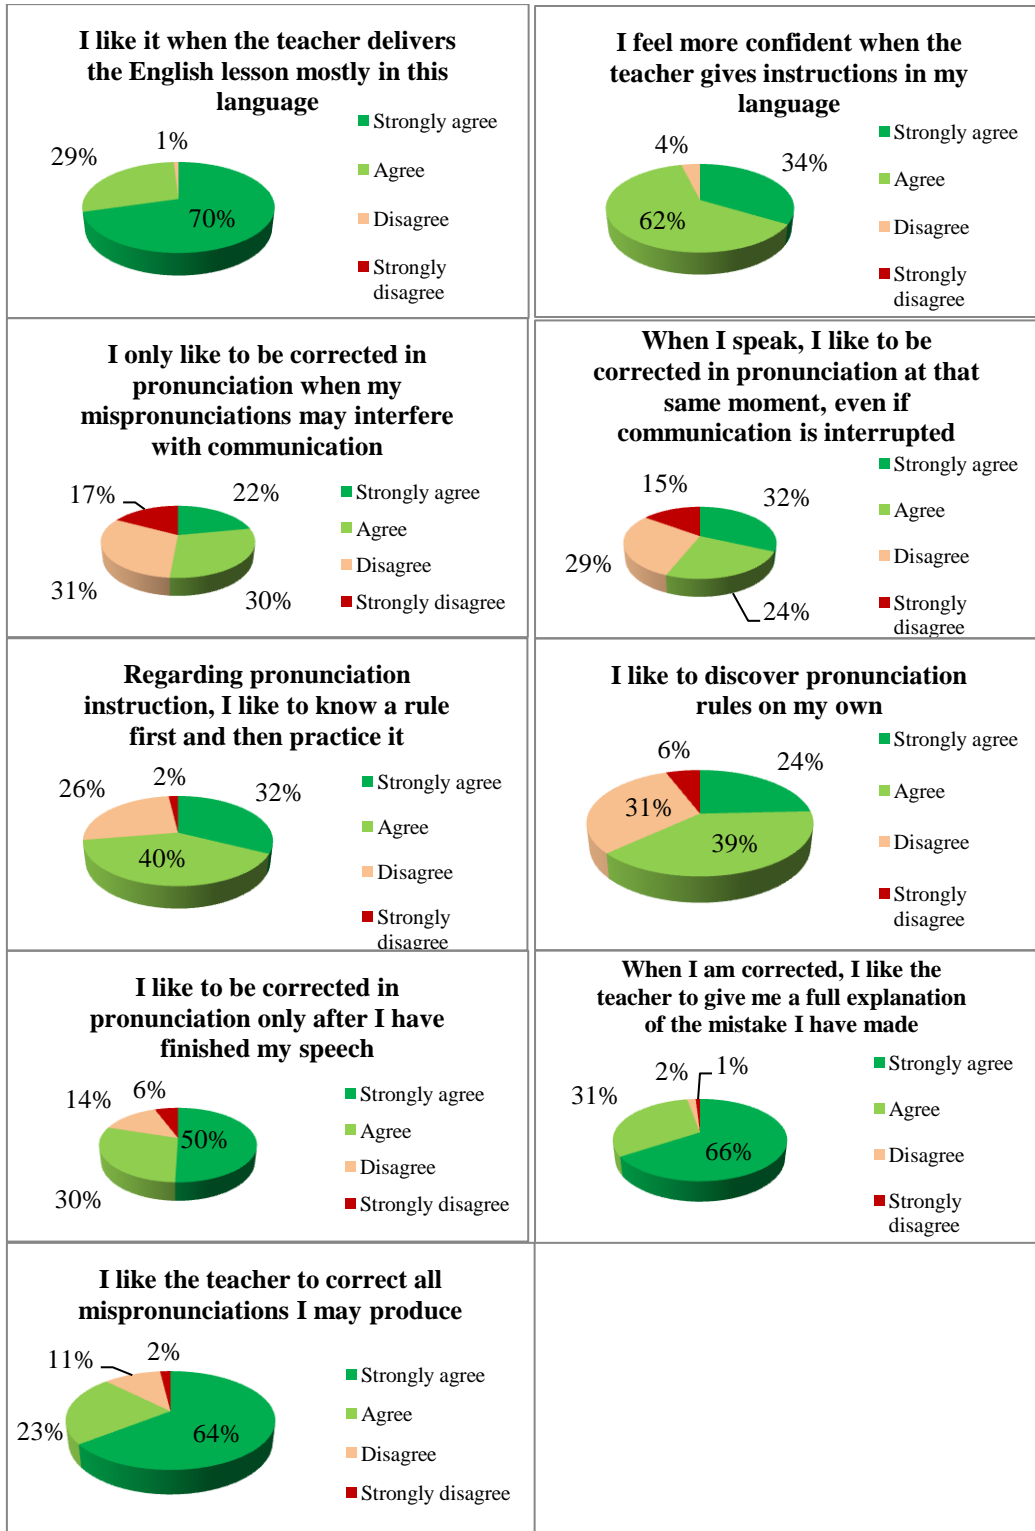 I like it when the teacher delivers
the English lesson mostly in this
language
Strongly agree
Agree
Disagree
Strongly
disagree
29%
1%
70%
I feel more confident when the
teacher gives instructions in my
language
Strongly agree
Agree
Disagree
Strongly
disagree
4%
34%
62%
I only like to be corrected in
pronunciation when my
mispronunciations may interfere
with communication
Strongly agree
Agree
Disagree
Strongly disagree
17%
22%
31%
30%
When I speak, I like to be
corrected in pronunciation at that
same moment, even if
communication is interrupted
Strongly agree
Agree
Disagree
Strongly
disagree
15%
32%
29%
24%
Regarding pronunciation
instruction, I like to know a rule
first and then practice it
Strongly agree
Agree
Disagree
Strongly
disagree
26%
2%
32%
40%
I like to discover pronunciation
rules on my own
Strongly agree
Agree
Disagree
Strongly
disagree
6%
24%
31%
39%
I like to be corrected in
pronunciation only after I have
finished my speech
Strongly agree
Agree
Disagree
Strongly disagree
14%
6%
50%
30%
When I am corrected, I like the
teacher to give me a full explanation
of the mistake I have made
Strongly agree
Agree
Disagree
Strongly
disagree
31%
2%
1%
66%
I like the teacher to correct all
mispronunciations I may produce
Strongly agree
Agree
Disagree
Strongly disagree
11%
2%
23%
64%